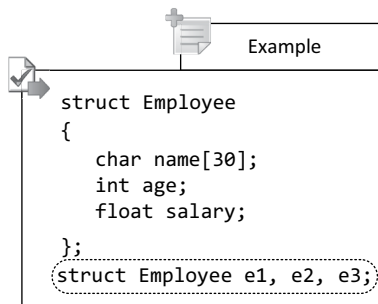 Example
struct Employee
{
char name[30];
int age;
float salary;
};
struct Employee e1, e2, e3;